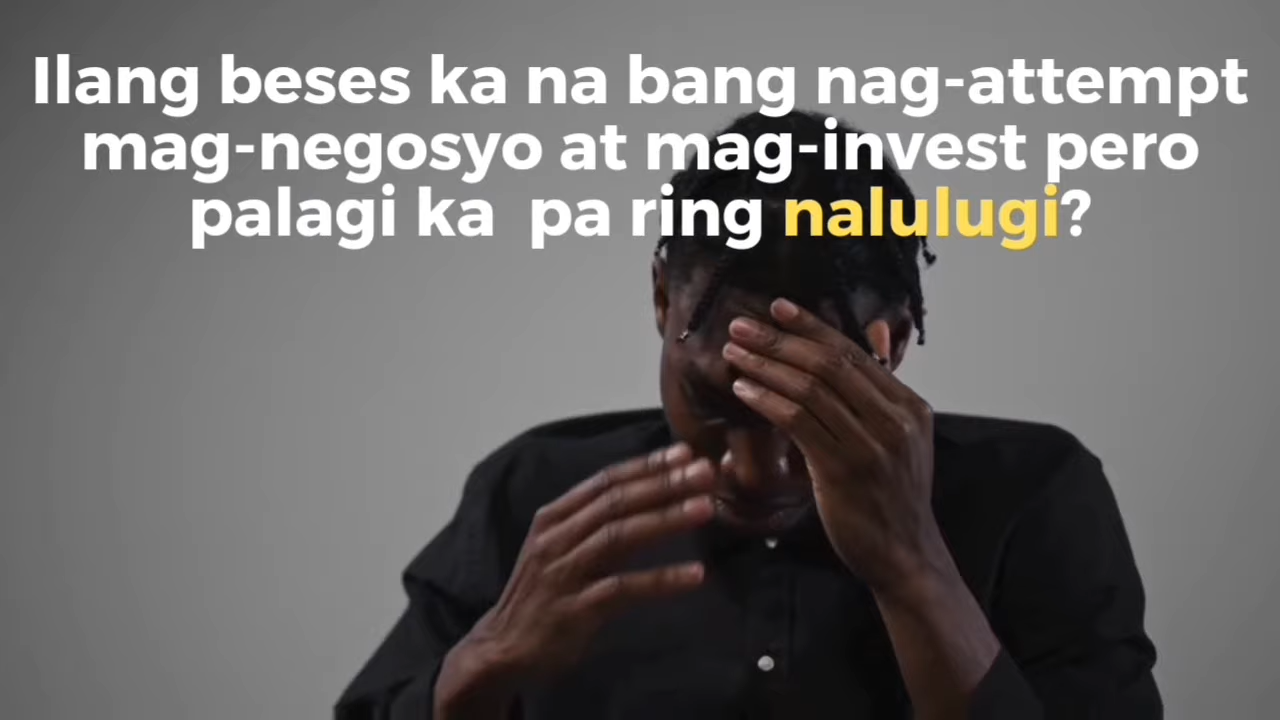 Ilang beses ka na bang nag-attempt
mag-negosyo at mag-invest pero
palagi ka pa ring nalulugi?